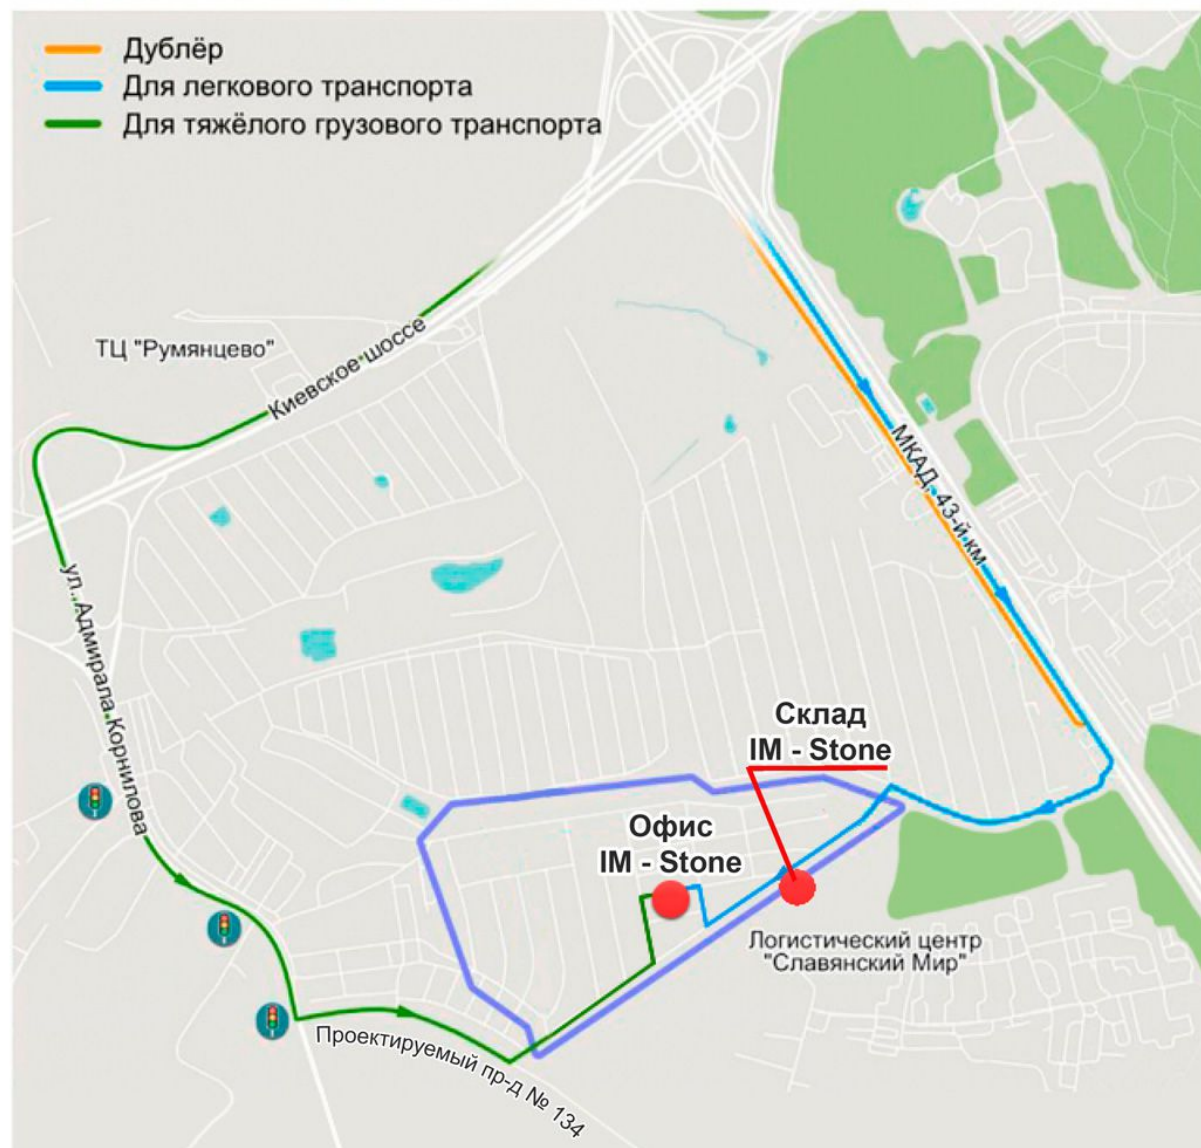 Дублёр
Для легкового транспорта
Для тяжёлого грузового транспорта
ТЦ "Румянцево"
Киевское шоссе
МКАД, 43-й км
ул. Адмирала Корнилова
Склад
IM - Stone
Офис
IM - Stone
Логистический центр
"Славянский Мир"
Проектируемый пр-д № 134